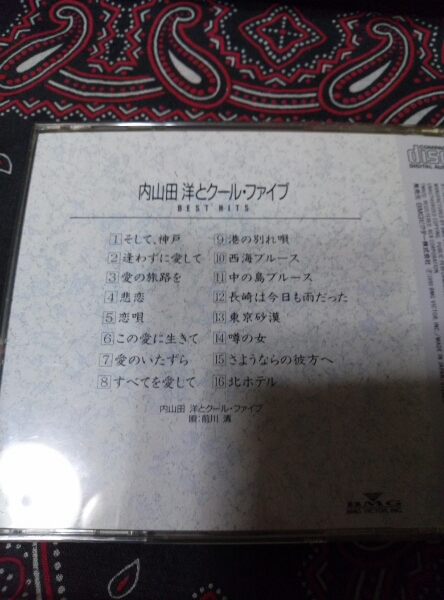 内山田 洋とクール・ファイブ
BEST HITS
1 そして、神戸
2 逢わずに愛して
3 愛の旅路を
4 悲恋
5 恋唄
6 この愛に生きて
7 愛のいたずら
8 すべてを愛して
9 港の別れ唄
10 西海ブルース
11 中の島ブルース
12 長崎は今日も雨だった
13 東京砂漠
14 噂の女
15 さようならの彼方へ
16 北ホテル
内山田 洋とクール・ファイブ
唄:前川 清
BMG
BMG VICTOR, INC.
disc
DIGITAL AUDIO